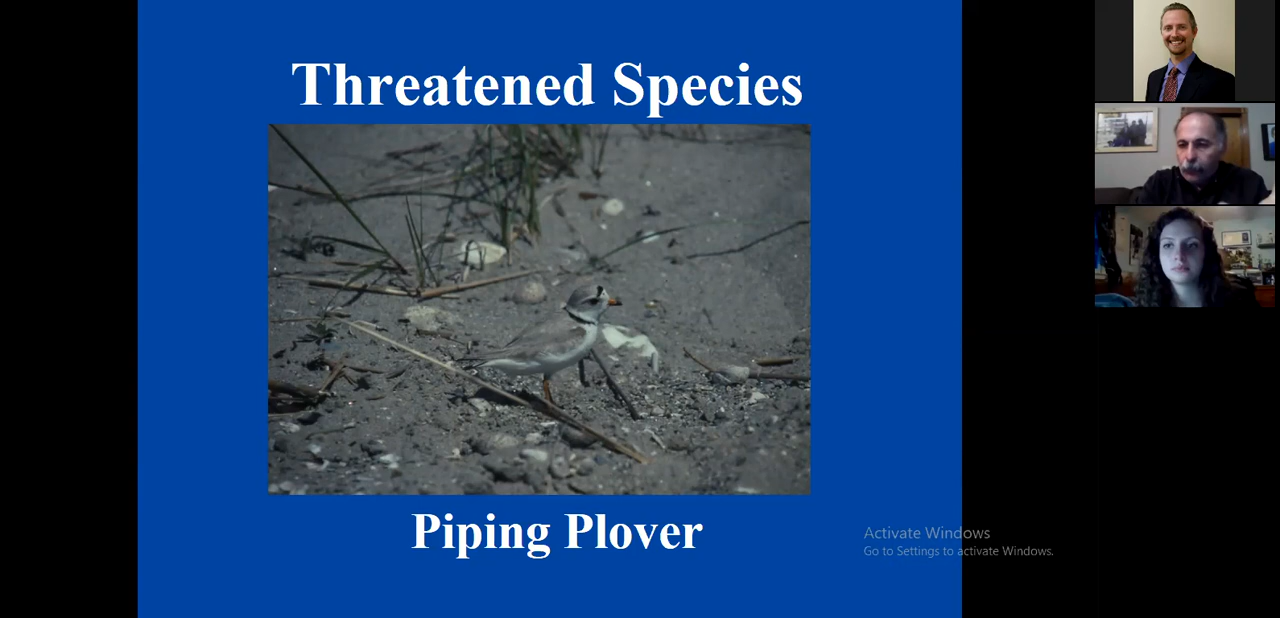 Threatened Species
Piping Plover
Activate Windows
Go to Settings to activate Windows.